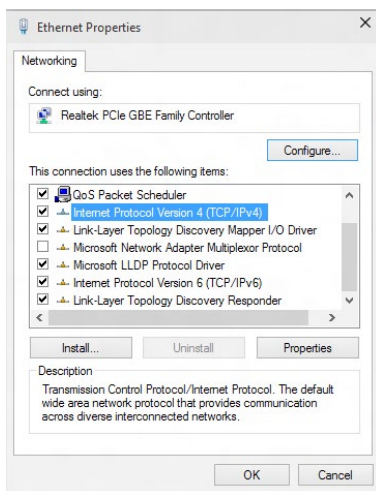 Ethernet Properties
Networking
Connect using:
Realtek PCIe GBE Family Controller
Configure...
This connection uses the following items:
QoS Packet Scheduler
Internet Protocol Version 4 (TCP/IPv4)
Link-Layer Topology Discovery Mapper I/O Driver
Microsoft Network Adapter Multiplexor Protocol
Microsoft LLDP Protocol Driver
Internet Protocol Version 6 (TCP/IPv6)
Link-Layer Topology Discovery Responder
Install... Uninstall Properties
Description
Transmission Control Protocol/Internet Protocol. The default
wide area network protocol that provides communication
across diverse interconnected networks.
OK Cancel